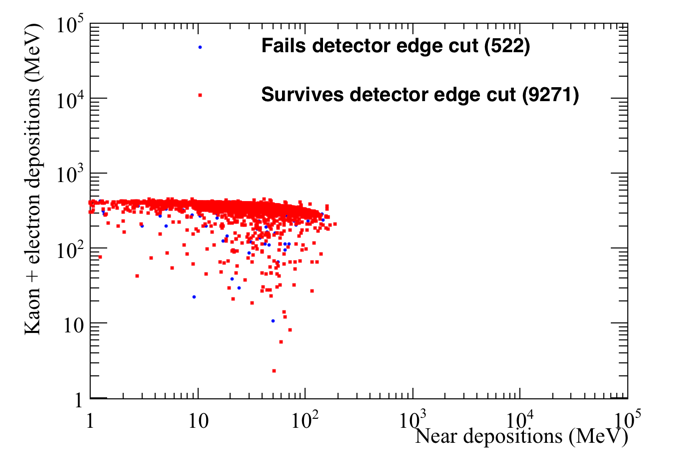 Kaon + electron depositions (MeV)
10^5
10^4
10^3
10^2
10
1
Fails detector edge cut (522)
Survives detector edge cut (9271)
1 10 10^2 10^3 10^4 10^5
Near depositions (MeV)